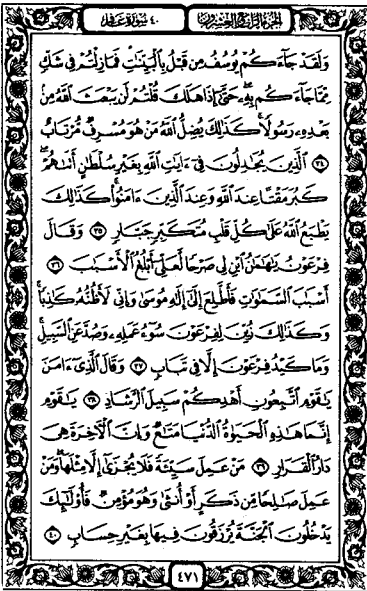 الجزء الرابع والعشرون ٤٠ سورة غافر
وَلَقَدْ جَآءَكُمْ يُوسُفُ مِن قَبْلُ بِٱلْبَيِّنَٰتِ فَمَا زِلْتُمْ فِى شَكٍّ
مِّمَّا جَآءَكُم بِهِۦ حَتَّىٰٓ إِذَا هَلَكَ قُلْتُمْ لَن يَبْعَثَ ٱللَّهُ مِنۢ
بَعْدِهِۦ رَسُولًا ۚ كَذَٰلِكَ يُضِلُّ ٱللَّهُ مَنْ هُوَ مُسْرِفٌ مُّرْتَابٌ
﴿٣٤﴾ ٱلَّذِينَ يُجَٰدِلُونَ فِىٓ ءَايَٰتِ ٱللَّهِ بِغَيْرِ سُلْطَٰنٍ أَتَىٰهُمْ ۖ
كَبُرَ مَقْتًا عِندَ ٱللَّهِ وَعِندَ ٱلَّذِينَ ءَامَنُوا۟ ۚ كَذَٰلِكَ
يَطْبَعُ ٱللَّهُ عَلَىٰ كُلِّ قَلْبِ مُتَكَبِّرٍ جَبَّارٍ ﴿٣٥﴾ وَقَالَ
فِرْعَوْنُ يَٰهَٰمَٰنُ ٱبْنِ لِى صَرْحًا لَّعَلِّىٓ أَبْلُغُ ٱلْأَسْبَٰبَ ﴿٣٦﴾
أَسْبَٰبَ ٱلسَّمَٰوَٰتِ فَأَطَّلِعَ إِلَىٰٓ إِلَٰهِ مُوسَىٰ وَإِنِّى لَأَظُنُّهُۥ كَٰذِبًا ۚ
وَكَذَٰلِكَ زُيِّنَ لِفِرْعَوْنَ سُوٓءُ عَمَلِهِۦ وَصُدَّ عَنِ ٱلسَّبِيلِ ۚ
وَمَا كَيْدُ فِرْعَوْنَ إِلَّا فِى تَبَابٍ ﴿٣٧﴾ وَقَالَ ٱلَّذِىٓ ءَامَنَ
يَٰقَوْمِ ٱتَّبِعُونِ أَهْدِكُمْ سَبِيلَ ٱلرَّشَادِ ﴿٣٨﴾ يَٰقَوْمِ
إِنَّمَا هَٰذِهِ ٱلْحَيَوٰةُ ٱلدُّنْيَا مَتَٰعٌ وَإِنَّ ٱلْءَاخِرَةَ هِىَ
دَارُ ٱلْقَرَارِ ﴿٣٩﴾ مَنْ عَمِلَ سَيِّئَةً فَلَا يُجْزَىٰٓ إِلَّا مِثْلَهَا ۖ وَمَنْ
عَمِلَ صَٰلِحًا مِّن ذَكَرٍ أَوْ أُنثَىٰ وَهُوَ مُؤْمِنٌ فَأُو۟لَٰٓئِكَ
يَدْخُلُونَ ٱلْجَنَّةَ يُرْزَقُونَ فِيهَا بِغَيْرِ حِسَابٍ ﴿٤٠﴾
٤٧١